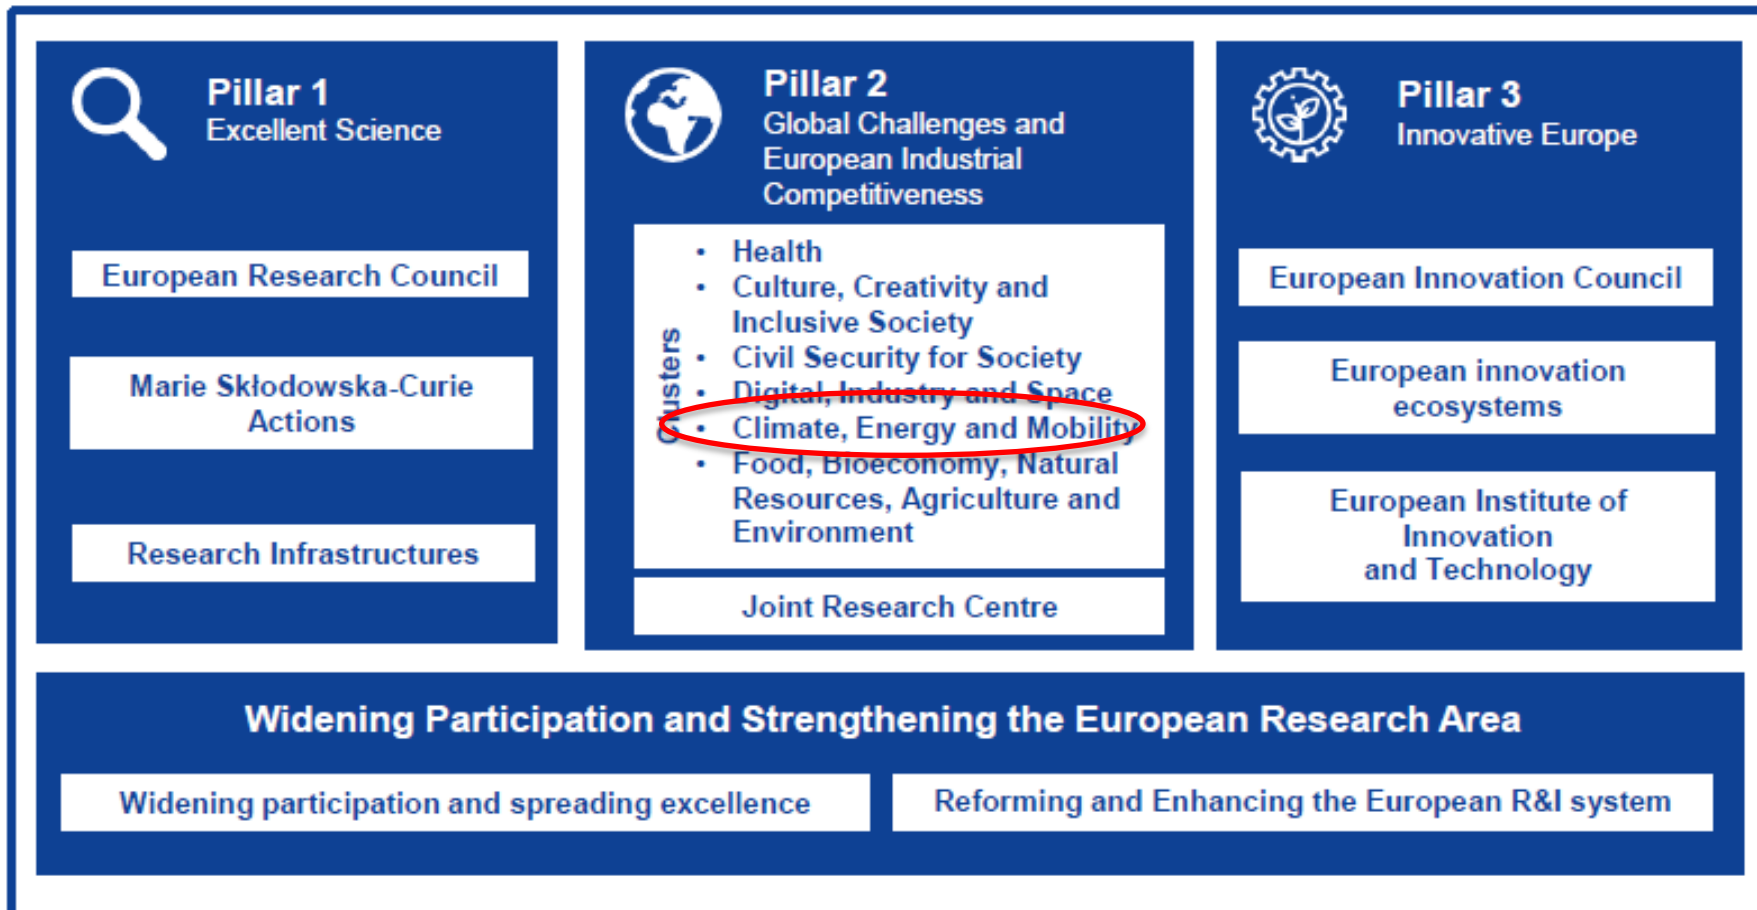 Pillar 1
Excellent Science
European Research Council
Marie Skłodowska-Curie
Actions
Research Infrastructures
Pillar 2
Global Challenges and
European Industrial
Competitiveness
Clusters
• Health
• Culture, Creativity and
Inclusive Society
• Civil Security for Society
• Digital, Industry and Space
• Climate, Energy and Mobility
• Food, Bioeconomy, Natural
Resources, Agriculture and
Environment
Joint Research Centre
Pillar 3
Innovative Europe
European Innovation Council
European innovation
ecosystems
European Institute of
Innovation
and Technology
Widening Participation and Strengthening the European Research Area
Widening participation and spreading excellence
Reforming and Enhancing the European R&I system